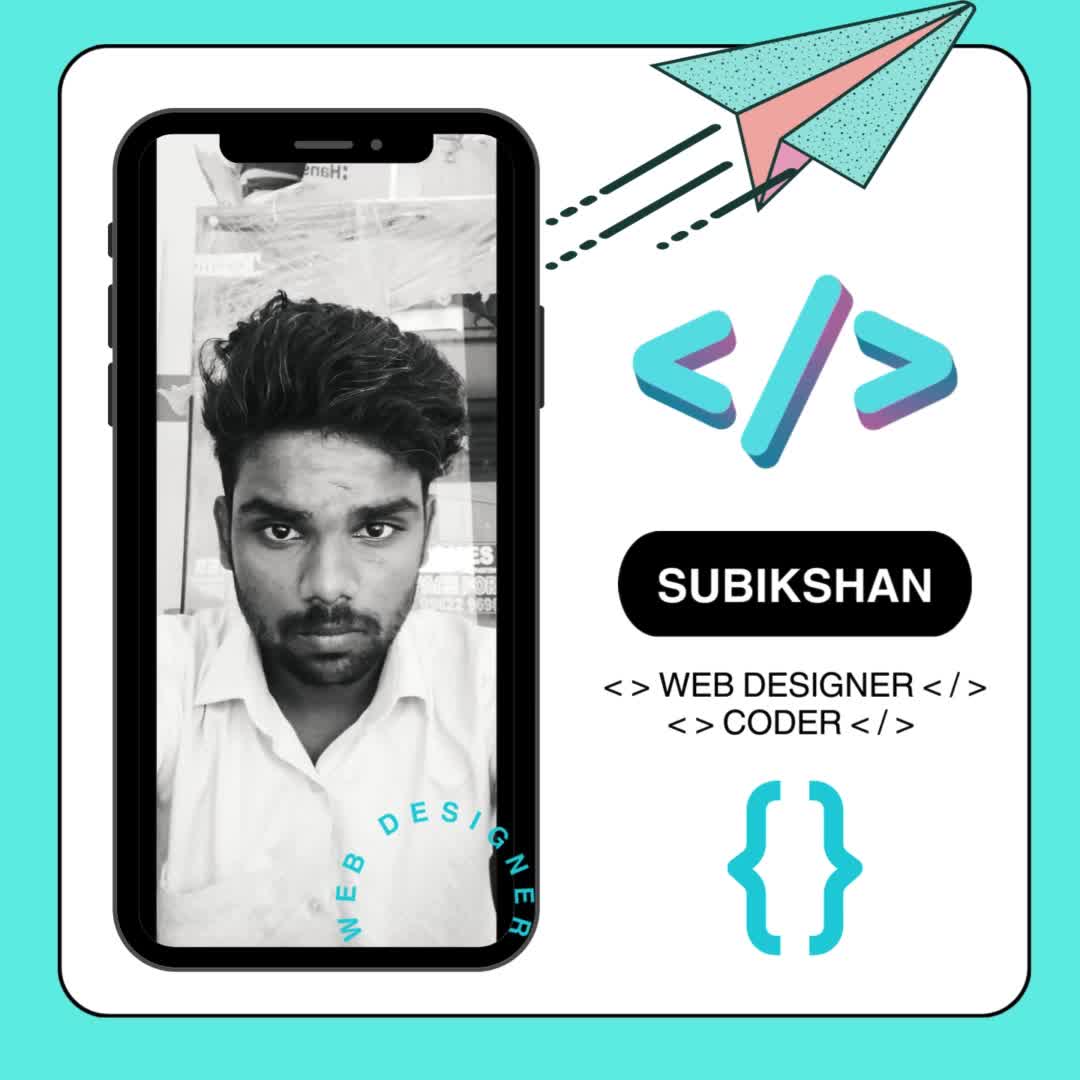 SUBIKSHAN
< > WEB DESIGNER < / >
< > CODER < / >
WEB DESIGNER